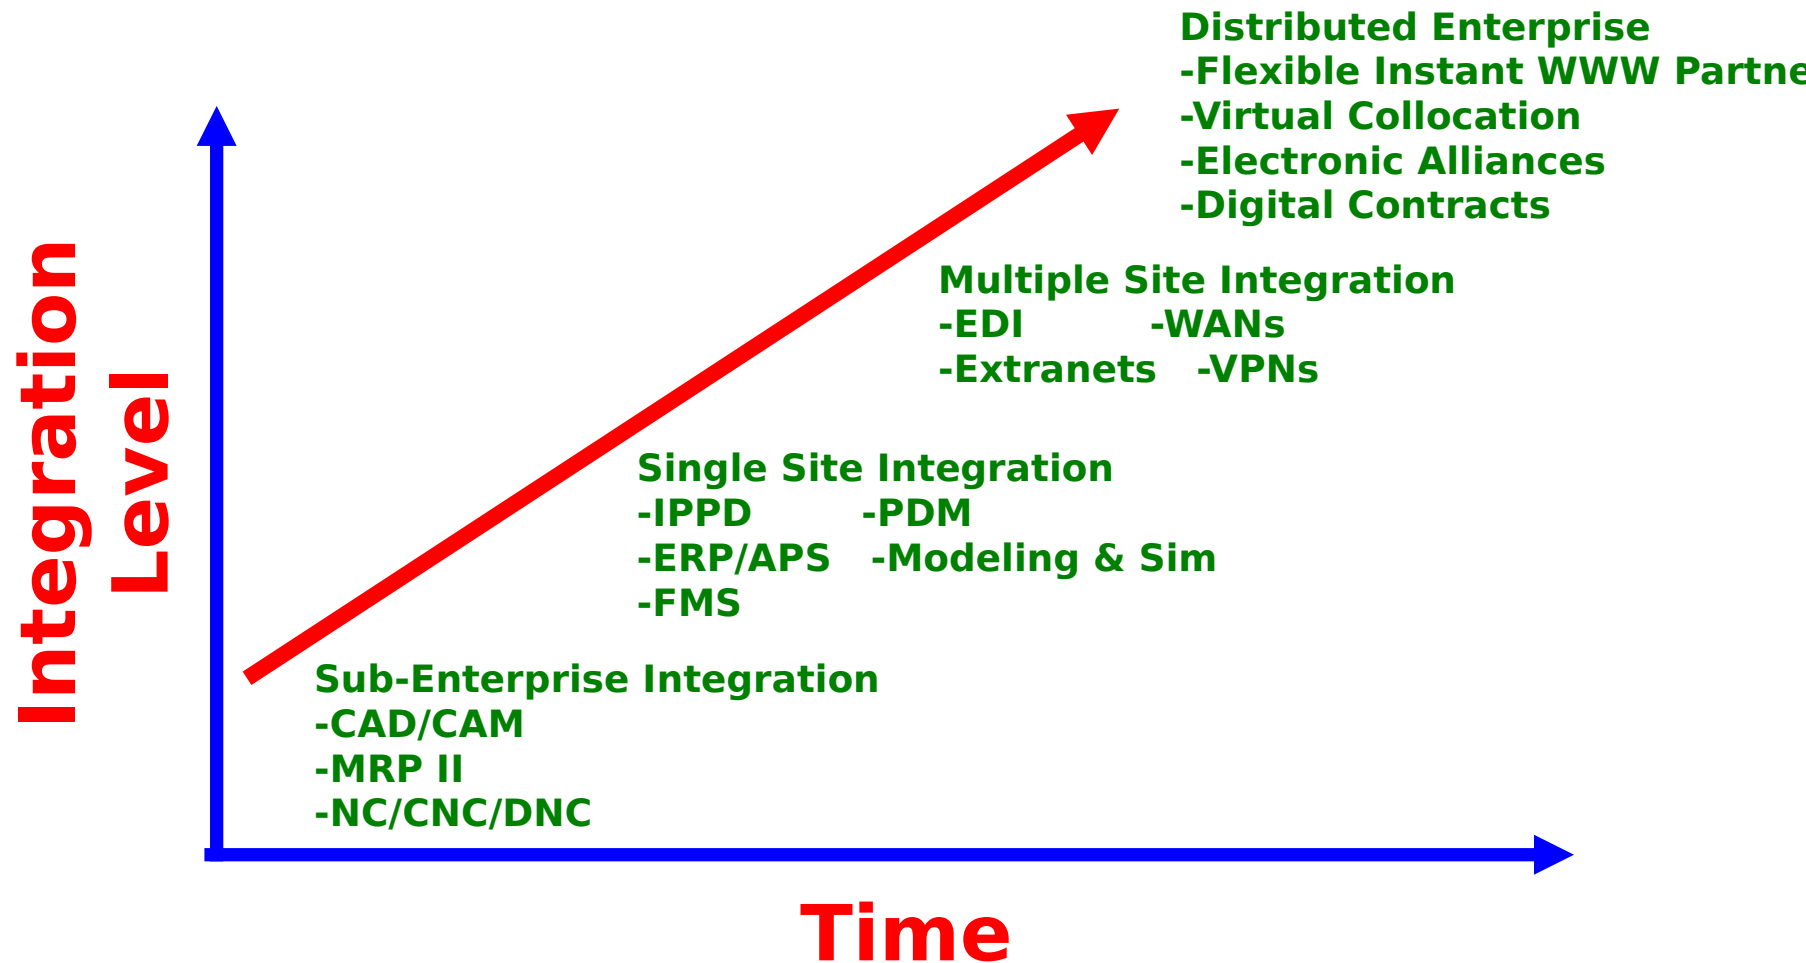 Distributed Enterprise
-Flexible Instant WWW
-Virtual Collocation
-Electronic Alliances
-Digital Contracts
Multiple Site Integration
-EDI -WANs
-Extranets -VPNs
Single Site Integration
-IPPD -PDM
-ERP/APS -Modeling & Sim
-FMS
Sub-Enterprise Integration
-CAD/CAM
-MRP II
-NC/CNC/DNC
Integration
Level
Time